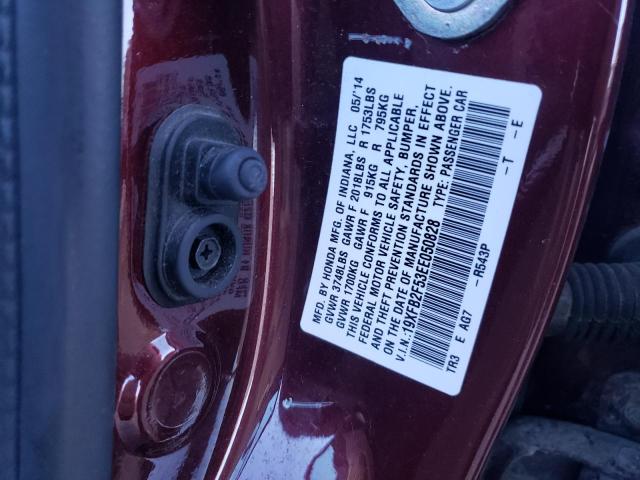 MFD. BY HONDA MFG. OF INDIANA, LLC 05/'14
GVWR 3748LBS GAWR F 2018LBS R 1753LBS
GVWR 1700KG GAWR F 915KG R 795KG
THIS VEHICLE CONFORMS TO ALL APPLICABLE
FEDERAL MOTOR VEHICLE SAFETY, BUMPER,
AND THEFT PREVENTION STANDARDS IN EFFECT
ON THE DATE OF MANUFACTURE SHOWN ABOVE.
V.I.N.:19XFB2F53EE050828 TYPE: PASSENGER CAR
TR3 E AG7 -R543P -T -E